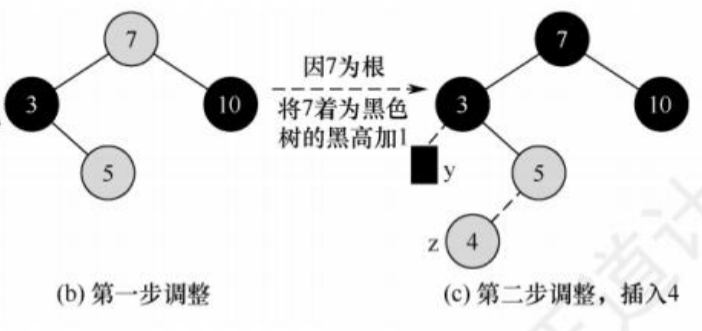 7
3
10
5
因7为根
将7着为黑色
树的黑高加1
7
3
10
y
5
z
4
(b) 第一步调整
(c) 第二步调整，插入4